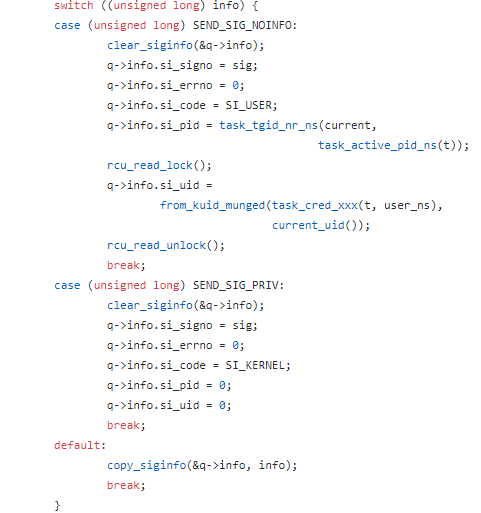 switch ((unsigned long) info) {
case (unsigned long) SEND_SIG_NOINFO:
clear_siginfo(&q->info);
q->info.si_signo = sig;
q->info.si_errno = 0;
q->info.si_code = SI_USER;
q->info.si_pid = task_tgid_nr_ns(current,
task_active_pid_ns(t));
rcu_read_lock();
q->info.si_uid =
from_kuid_munged(task_cred_xxx(t, user_ns),
current_uid());
rcu_read_unlock();
break;
case (unsigned long) SEND_SIG_PRIV:
clear_siginfo(&q->info);
q->info.si_signo = sig;
q->info.si_errno = 0;
q->info.si_code = SI_KERNEL;
q->info.si_pid = 0;
q->info.si_uid = 0;
break;
default:
copy_siginfo(&q->info, info);
break;
}